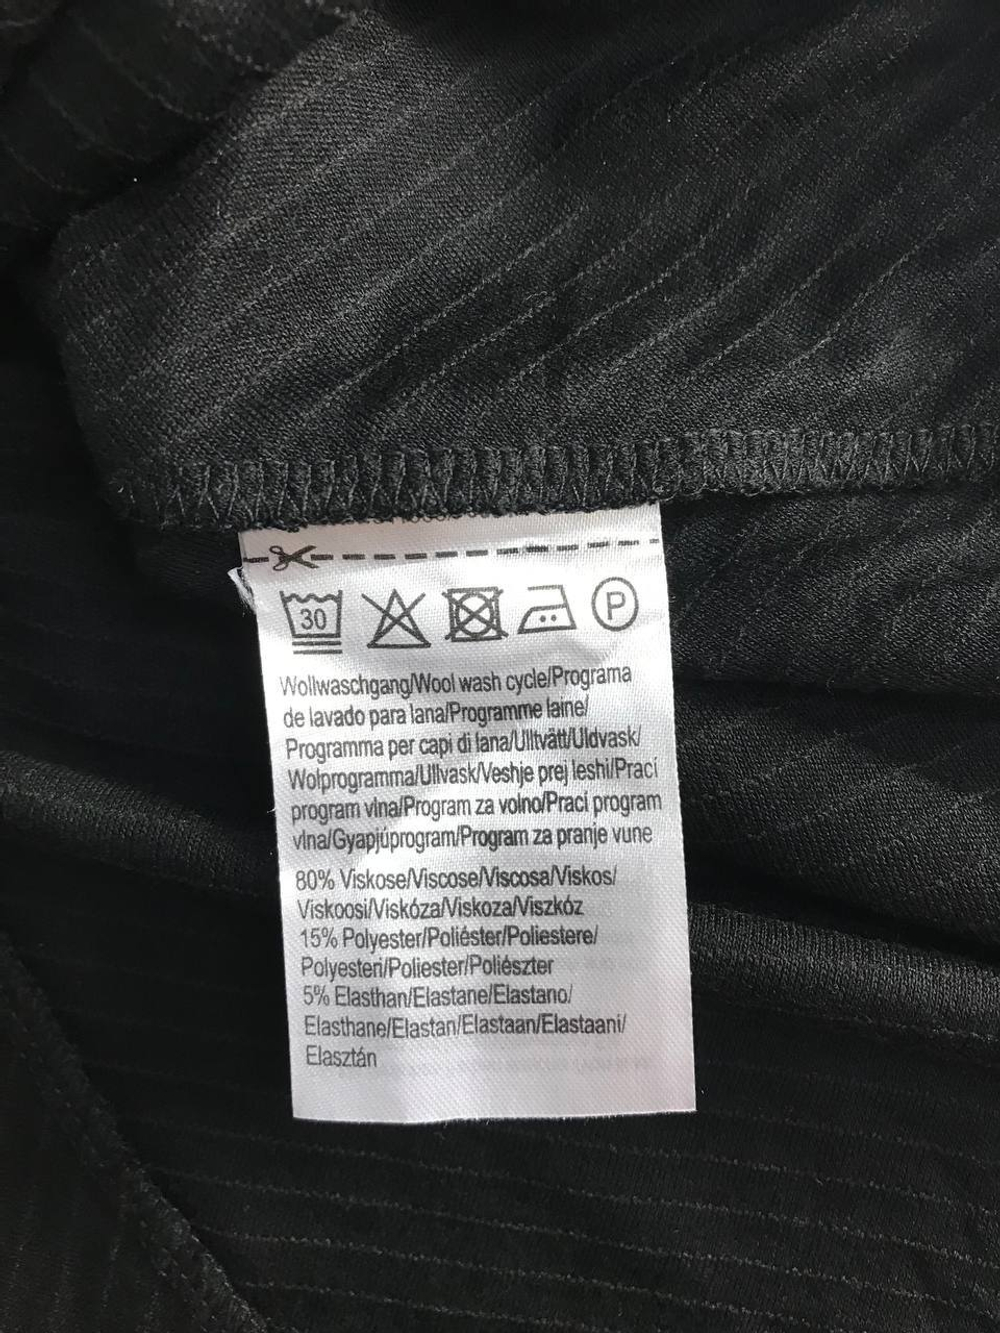 30 P
Wollwaschgang/Wool wash cycle/Programa
de lavado para lana/Programme laine/
Programma per capi di lana/Ulltvätt/Uldvask/
Wolprogramma/Ullvask/Veshje prej leshi/Prací
program vlna/Program za volno/Prací program
vlna/Gyapjúprogram/Program za pranje vune
80% Viskose/Viscose/Viscosa/Viskos/
Viskoosi/Viskóza/Viskoza/Viszkóz
15% Polyester/Poliéster/Poliestere/
Polyesteri/Poliester/Poliészter
5% Elasthan/Elastane/Elastano/
Elasthane/Elastan/Elastaan/Elastaani/
Elasztán